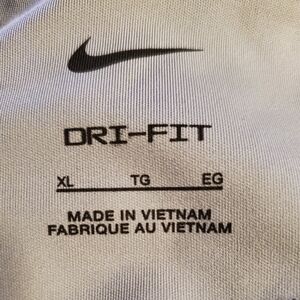 DRI-FIT
XL TG EG
MADE IN VIETNAM
FABRIQUE AU VIETNAM